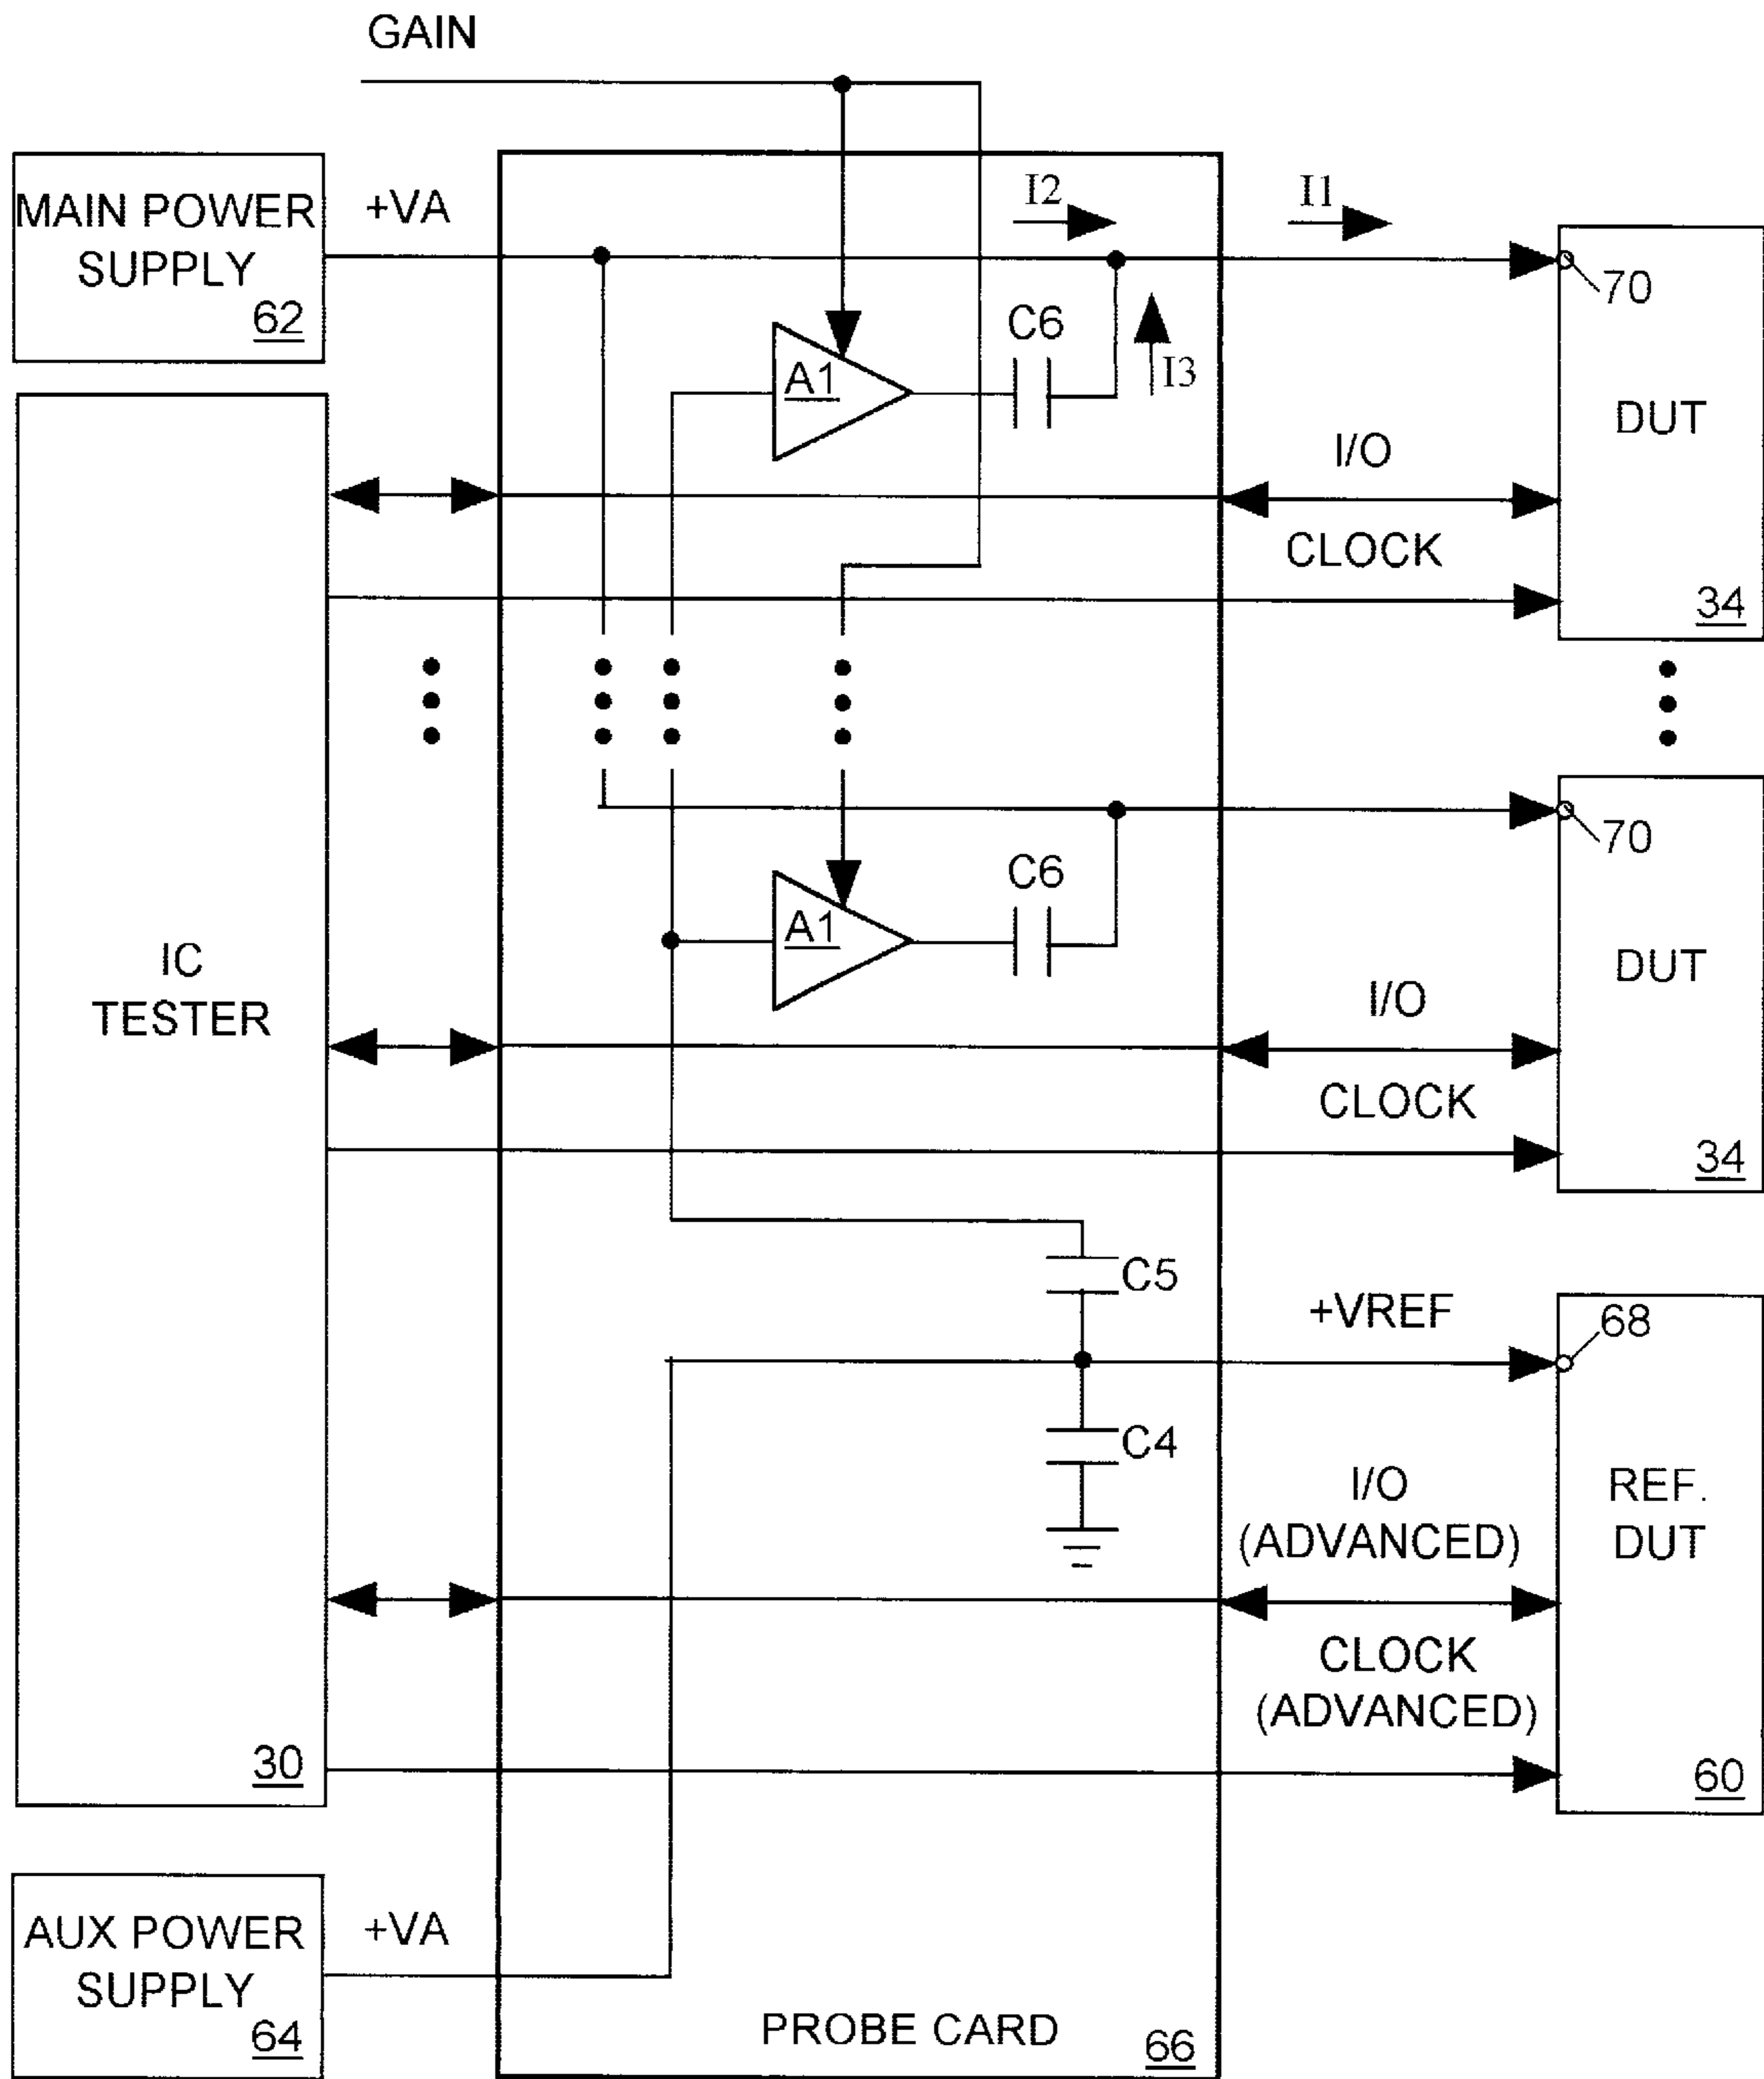 GAIN
MAIN POWER
SUPPLY
62
+VA
I2
I1
70
C6
A1
I3
DUT
I/O
CLOCK
34
70
C6
A1
DUT
IC
TESTER
I/O
CLOCK
34
C5
+VREF
68
C4
I/O
(ADVANCED)
REF.
DUT
CLOCK
(ADVANCED)
30
60
AUX POWER
SUPPLY
64
+VA
PROBE CARD
66